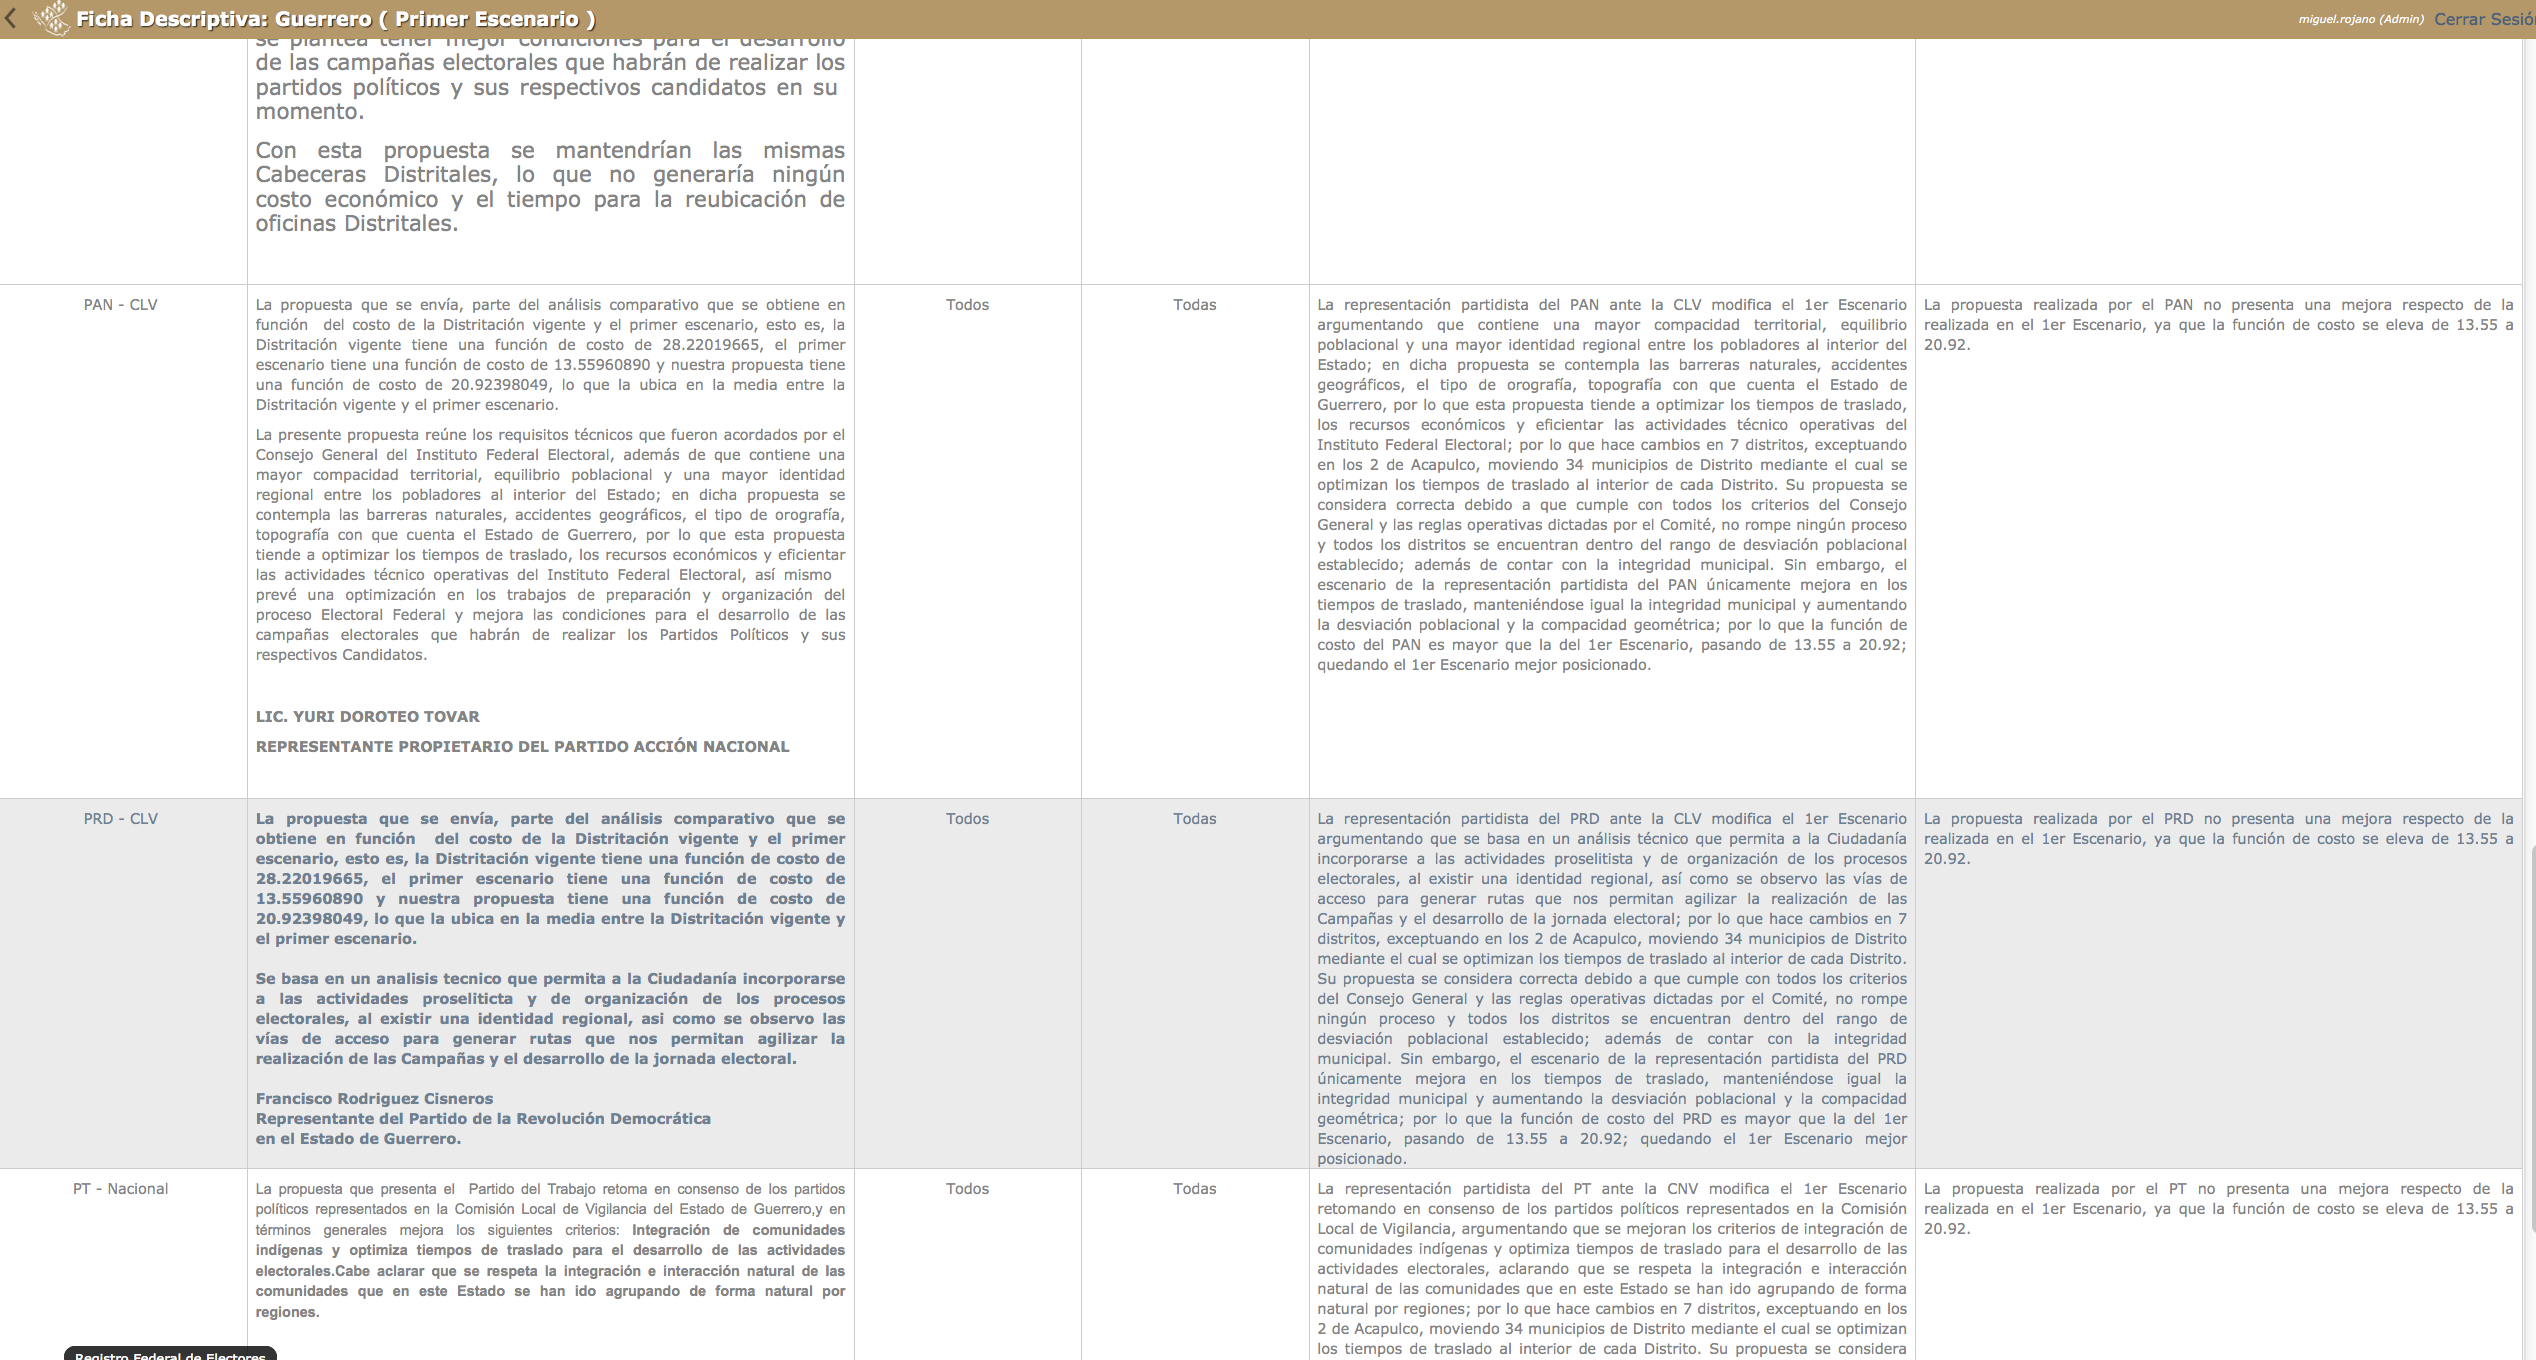 Ficha Descriptiva: Guerrero ( Primer Escenario )
miguel.rojano (Admin) Cerrar Sesió
se plantea tener mejor condiciones para el desarrollo
de las campañas electorales que habrán de realizar los
partidos políticos y sus respectivos candidatos en su
momento.
Con esta propuesta se mantendrían las mismas
Cabeceras Distritales, lo que no generaría ningún
costo económico y el tiempo para la reubicación de
oficinas Distritales.
PAN - CLV
La propuesta que se envía, parte del análisis comparativo que se obtiene en
función del costo de la Distritación vigente y el primer escenario, esto es, la
Distritación vigente tiene una función de costo de 28.22019665, el primer
escenario tiene una función de costo de 13.55960890 y nuestra propuesta tiene
una función de costo de 20.92398049, lo que la ubica en la media entre la
Distritación vigente y el primer escenario.
La presente propuesta reúne los requisitos técnicos que fueron acordados por el
Consejo General del Instituto Federal Electoral, además de que contiene una
mayor compacidad territorial, equilibrio poblacional y una mayor identidad
regional entre los pobladores al interior del Estado; en dicha propuesta se
contempla las barreras naturales, accidentes geográficos, el tipo de orografía,
topografía con que cuenta el Estado de Guerrero, por lo que esta propuesta
tiende a optimizar los tiempos de traslado, los recursos económicos y eficientar
las actividades técnico operativas del Instituto Federal Electoral, así mismo
prevé una optimización en los trabajos de preparación y organización del
proceso Electoral Federal y mejora las condiciones para el desarrollo de las
campañas electorales que habrán de realizar los Partidos Políticos y sus
respectivos Candidatos.
LIC. YURI DOROTEO TOVAR
REPRESENTANTE PROPIETARIO DEL PARTIDO ACCIÓN NACIONAL
Todos
Todas
La representación partidista del PAN ante la CLV modifica el 1er Escenario
argumentando que contiene una mayor compacidad territorial, equilibrio
poblacional y una mayor identidad regional entre los pobladores al interior del
Estado; en dicha propuesta se contempla las barreras naturales, accidentes
geográficos, el tipo de orografía, topografía con que cuenta el Estado de
Guerrero, por lo que esta propuesta tiende a optimizar los tiempos de traslado,
los recursos económicos y eficientar las actividades técnico operativas del
Instituto Federal Electoral; por lo que hace cambios en 7 distritos, exceptuando
en los 2 de Acapulco, moviendo 34 municipios de Distrito mediante el cual se
optimizan los tiempos de traslado al interior de cada Distrito. Su propuesta se
considera correcta debido a que cumple con todos los criterios del Consejo
General y las reglas operativas dictadas por el Comité, no rompe ningún proceso
y todos los distritos se encuentran dentro del rango de desviación poblacional
establecido; además de contar con la integridad municipal. Sin embargo, el
escenario de la representación partidista del PAN únicamente mejora en los
tiempos de traslado, manteniéndose igual la integridad municipal y aumentando
la desviación poblacional y la compacidad geométrica; por lo que la función de
costo del PAN es mayor que la del 1er Escenario, pasando de 13.55 a 20.92;
quedando el 1er Escenario mejor posicionado.
La propuesta realizada por el PAN no presenta una mejora respecto de la
realizada en el 1er Escenario, ya que la función de costo se eleva de 13.55 a
20.92.
PRD - CLV
La propuesta que se envía, parte del análisis comparativo que se
obtiene en función del costo de la Distritación vigente y el primer
escenario, esto es, la Distritación vigente tiene una función de costo de
28.22019665, el primer escenario tiene una función de costo de
13.55960890 y nuestra propuesta tiene una función de costo de
20.92398049, lo que la ubica en la media entre la Distritación vigente y
el primer escenario.
Se basa en un analisis tecnico que permita a la Ciudadanía incorporarse
a las actividades proseliticta y de organización de los procesos
electorales, al existir una identidad regional, asi como se observo las
vías de acceso para generar rutas que nos permitan agilizar la
realización de las Campañas y el desarrollo de la jornada electoral.
Francisco Rodriguez Cisneros
Representante del Partido de la Revolución Democrática
en el Estado de Guerrero.
Todos
Todas
La representación partidista del PRD ante la CLV modifica el 1er Escenario
argumentando que se basa en un análisis técnico que permita a la Ciudadanía
incorporarse a las actividades proselitista y de organización de los procesos
electorales, al existir una identidad regional, así como se observo las vías de
acceso para generar rutas que nos permitan agilizar la realización de las
Campañas y el desarrollo de la jornada electoral; por lo que hace cambios en 7
distritos, exceptuando en los 2 de Acapulco, moviendo 34 municipios de Distrito
mediante el cual se optimizan los tiempos de traslado al interior de cada Distrito.
Su propuesta se considera correcta debido a que cumple con todos los criterios
del Consejo General y las reglas operativas dictadas por el Comité, no rompe
ningún proceso y todos los distritos se encuentran dentro del rango de
desviación poblacional establecido; además de contar con la integridad
municipal. Sin embargo, el escenario de la representación partidista del PRD
únicamente mejora en los tiempos de traslado, manteniéndose igual la
integridad municipal y aumentando la desviación poblacional y la compacidad
geométrica; por lo que la función de costo del PRD es mayor que la del 1er
Escenario, pasando de 13.55 a 20.92; quedando el 1er Escenario mejor
posicionado.
La propuesta realizada por el PRD no presenta una mejora respecto de la
realizada en el 1er Escenario, ya que la función de costo se eleva de 13.55 a
20.92.
PT - Nacional
La propuesta que presenta el Partido del Trabajo retoma en consenso de los partidos
políticos representados en la Comisión Local de Vigilancia del Estado de Guerrero,y en
términos generales mejora los siguientes criterios: Integración de comunidades
indígenas y optimiza tiempos de traslado para el desarrollo de las actividades
electorales.Cabe aclarar que se respeta la integración e interacción natural de las
comunidades que en este Estado se han ido agrupando de forma natural por
regiones.
Todos
Todas
La representación partidista del PT ante la CNV modifica el 1er Escenario
retomando en consenso de los partidos políticos representados en la Comisión
Local de Vigilancia, argumentando que se mejoran los criterios de integración de
comunidades indígenas y optimiza tiempos de traslado para el desarrollo de las
actividades electorales, aclarando que se respeta la integración e interacción
natural de las comunidades que en este Estado se han ido agrupando de forma
natural por regiones; por lo que hace cambios en 7 distritos, exceptuando en los
2 de Acapulco, moviendo 34 municipios de Distrito mediante el cual se optimizan
los tiempos de traslado al interior de cada Distrito. Su propuesta se considera
La propuesta realizada por el PT no presenta una mejora respecto de la
realizada en el 1er Escenario, ya que la función de costo se eleva de 13.55 a
20.92.
Registro Federal de Electores